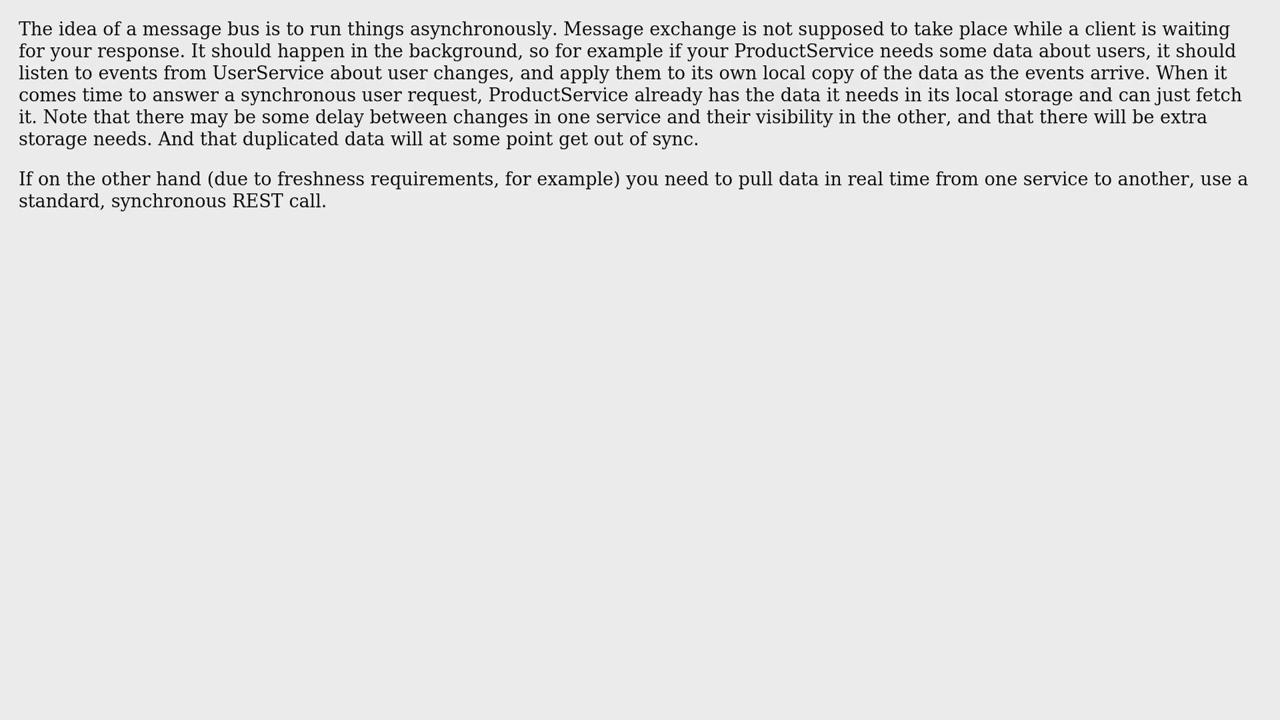 The idea of a message bus is to run things asynchronously. Message exchange is not supposed to take place while a client is waiting
for your response. It should happen in the background, so for example if your ProductService needs some data about users, it should
listen to events from UserService about user changes, and apply them to its own local copy of the data as the events arrive. When it
comes time to answer a synchronous user request, ProductService already has the data it needs in its local storage and can just fetch
it. Note that there may be some delay between changes in one service and their visibility in the other, and that there will be extra
storage needs. And that duplicated data will at some point get out of sync.
If on the other hand (due to freshness requirements, for example) you need to pull data in real time from one service to another, use a
standard, synchronous REST call.